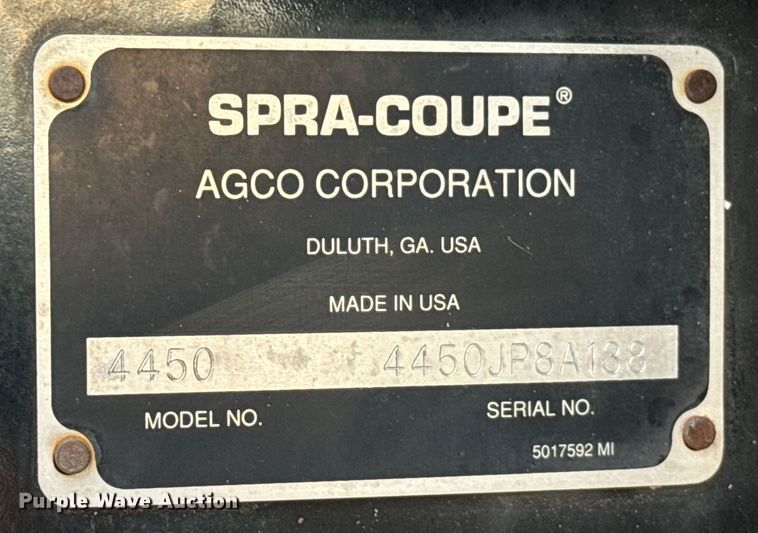 SPRA-COUPE®
AGCO CORPORATION
DULUTH, GA. USA
MADE IN USA
4450 4450JP8A138
MODEL NO. SERIAL NO.
5017592 MI
Purple Wave Auction